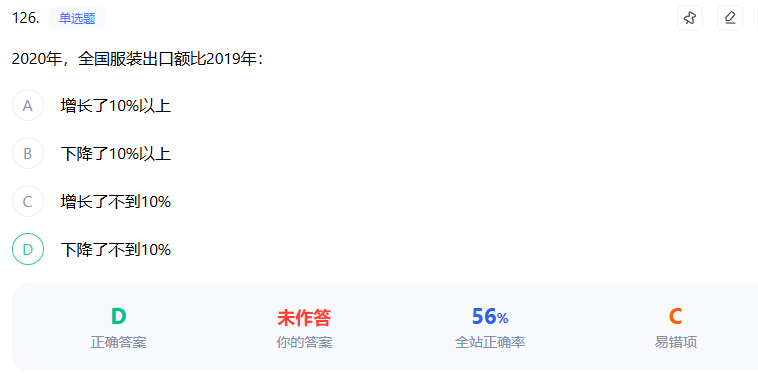 126. 单选题
2020年，全国服装出口额比2019年：
A 增长了10%以上
B 下降了10%以上
C 增长了不到10%
D 下降了不到10%
D 未作答 56% C
正确答案 你的答案 全站正确率 易错项